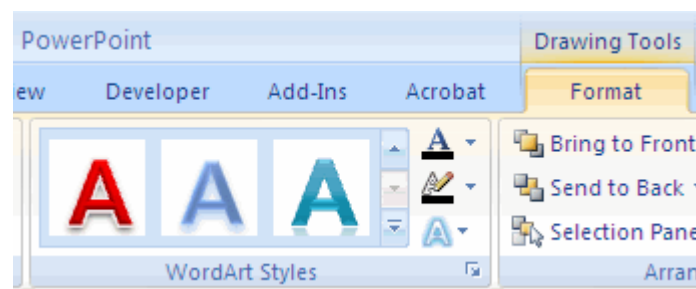 PowerPoint Drawing Tools
ew Developer Add-Ins Acrobat Format
Bring to Front
A A A A
Send to Back
A
Selection Pane
WordArt Styles Arran